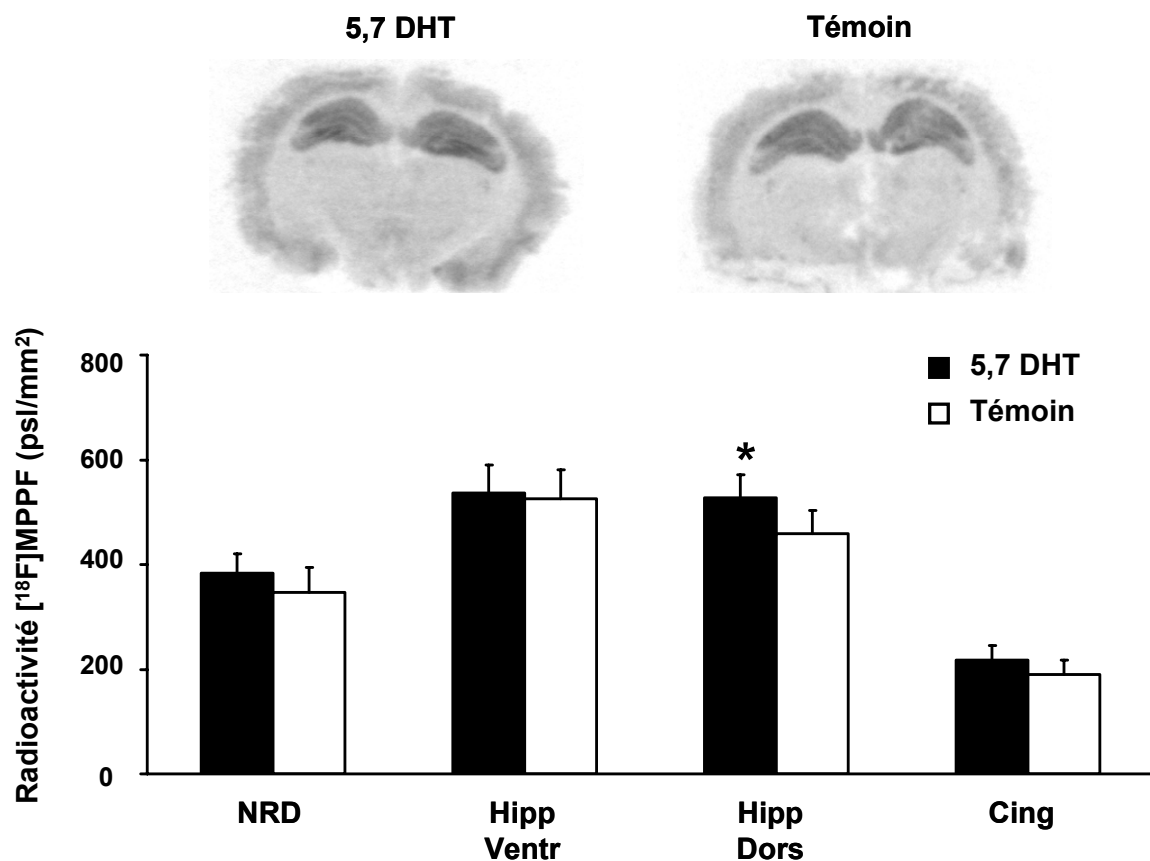 5,7 DHT
Témoin
Radioactivité [¹⁸F]MPPF (psl/mm²)
800
600
400
200
0
5,7 DHT
Témoin
*
NRD
Hipp
Ventr
Hipp
Dors
Cing